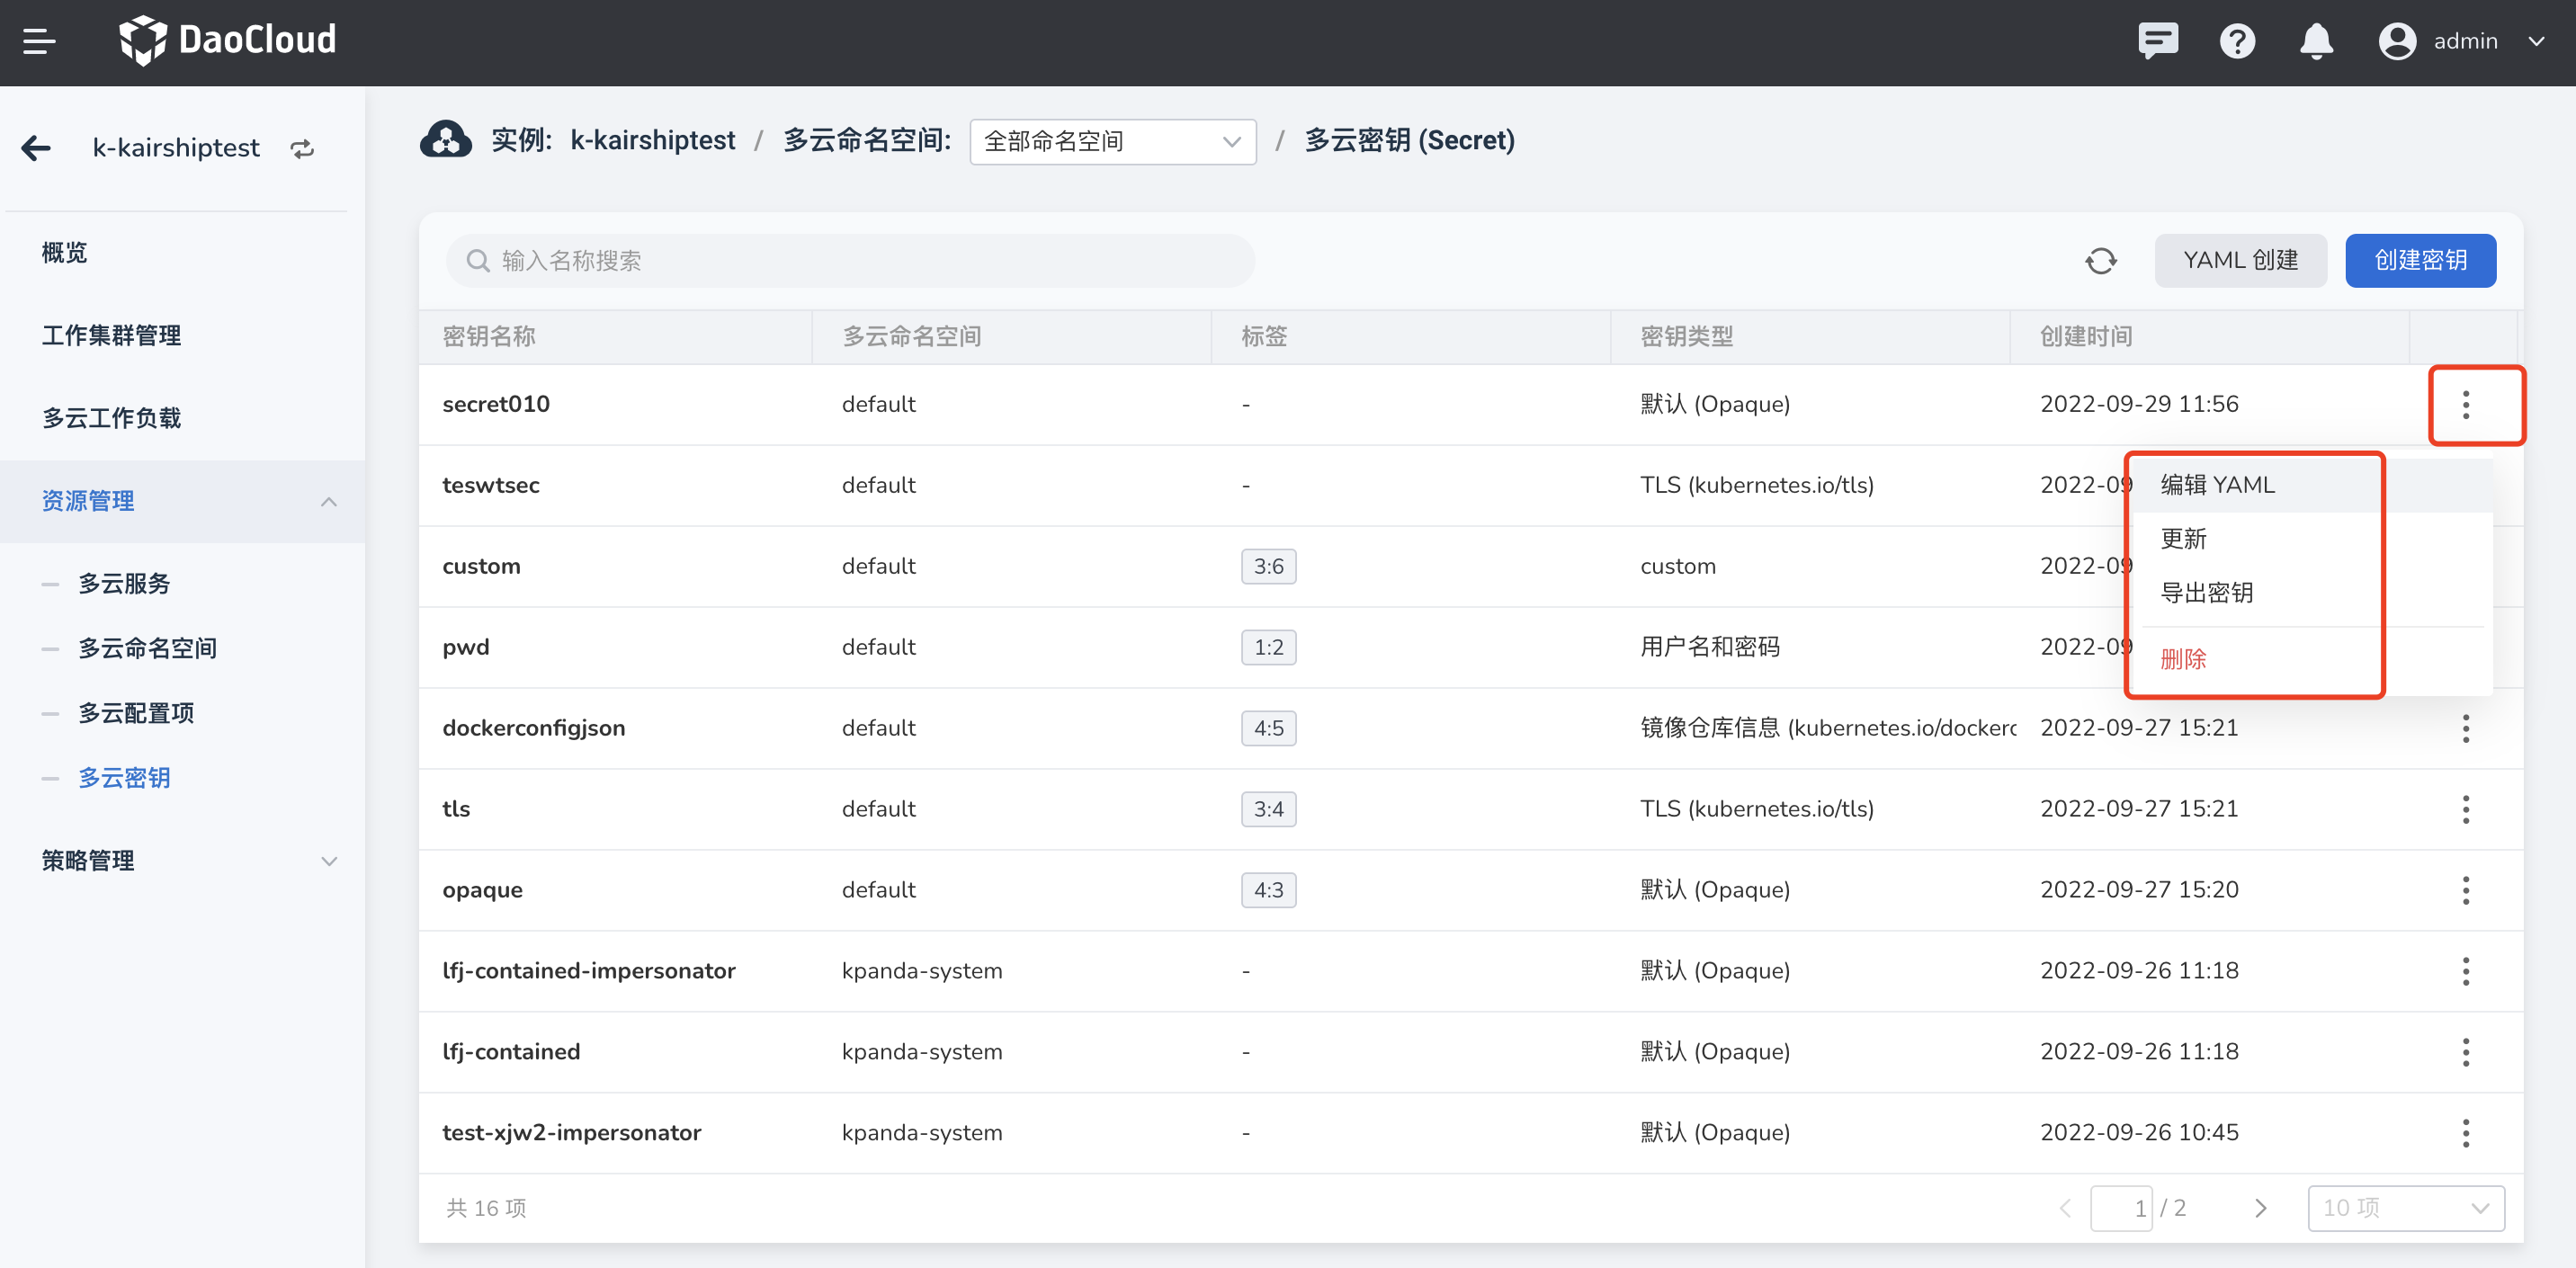 DaoCloud
admin
k-kairshiptest
实例: k-kairshiptest / 多云命名空间: 全部命名空间 / 多云密钥 (Secret)
概览
工作集群管理
多云工作负载
资源管理
多云服务
多云命名空间
多云配置项
多云密钥
策略管理
输入名称搜索
YAML 创建
创建密钥
密钥名称 多云命名空间 标签 密钥类型 创建时间
secret010 default - 默认 (Opaque) 2022-09-29 11:56
teswtsec default - TLS (kubernetes.io/tls) 2022-09
custom default 3:6 custom 2022-09
pwd default 1:2 用户名和密码 2022-09
编辑 YAML
更新
导出密钥
删除
dockerconfigjson default 4:5 镜像仓库信息 (kubernetes.io/dockerc 2022-09-27 15:21
tls default 3:4 TLS (kubernetes.io/tls) 2022-09-27 15:21
opaque default 4:3 默认 (Opaque) 2022-09-27 15:20
lfj-contained-impersonator kpanda-system - 默认 (Opaque) 2022-09-26 11:18
lfj-contained kpanda-system - 默认 (Opaque) 2022-09-26 11:18
test-xjw2-impersonator kpanda-system - 默认 (Opaque) 2022-09-26 10:45
共 16 项
1 / 2
10 项